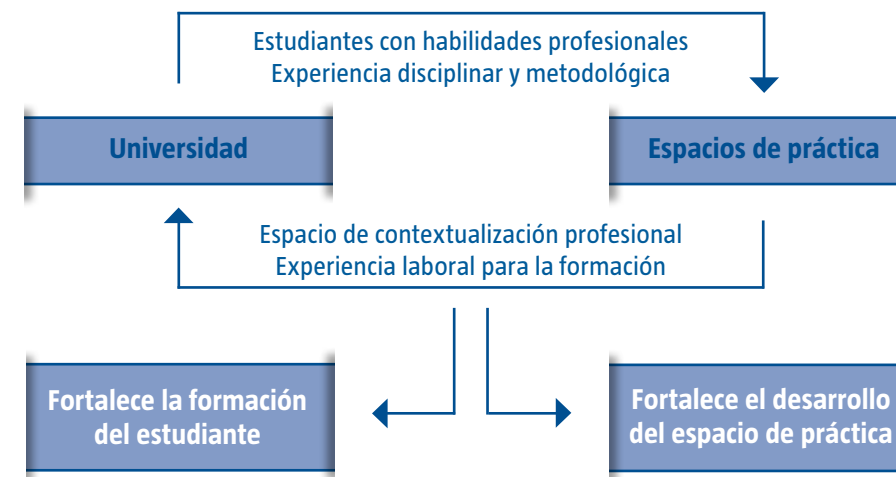 Estudiantes con habilidades profesionales
Experiencia disciplinar y metodológica
Universidad
Espacios de práctica
Espacio de contextualización profesional
Experiencia laboral para la formación
Fortalece la formación
del estudiante
Fortalece el desarrollo
del espacio de práctica